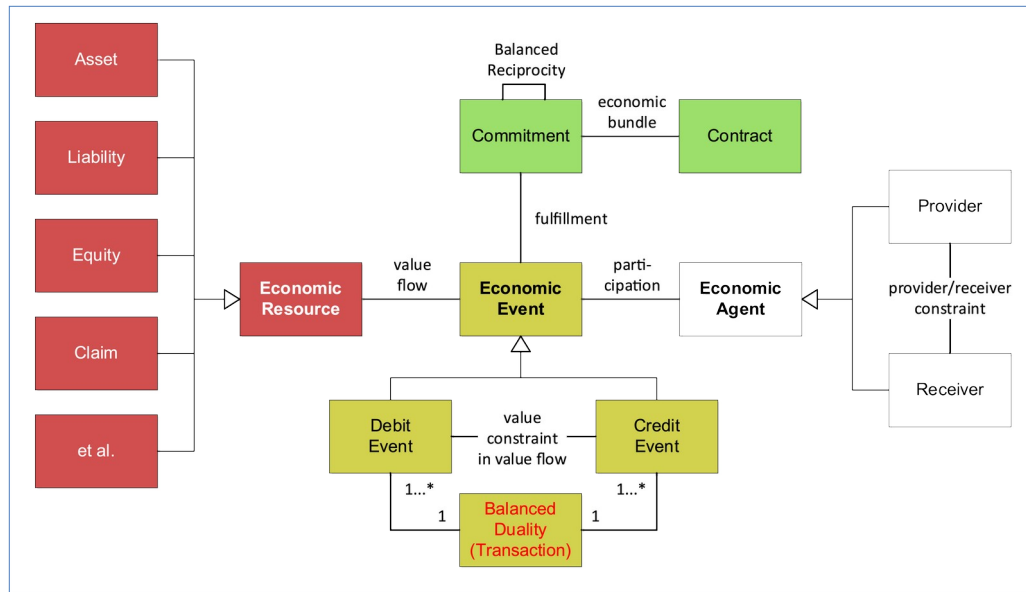 Asset
Liability
Equity
Claim
et al.
Economic
Resource
value
flow
Balanced
Reciprocity
Commitment
economic
bundle
Contract
fulfillment
Economic
Event
parti-
cipation
Economic
Agent
Provider
provider/receiver
constraint
Receiver
Debit
Event
value
constraint
in value flow
Credit
Event
1...*
1...*
1
1
Balanced
Duality
(Transaction)